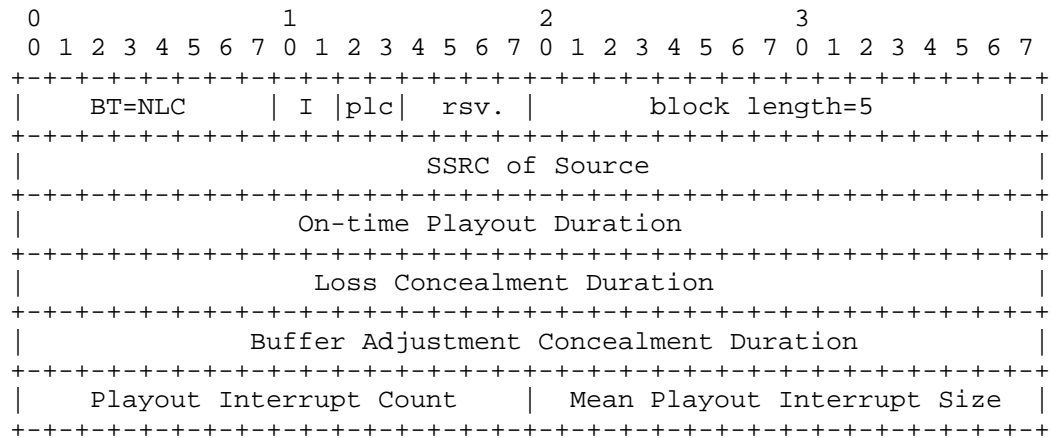 0 1 2 3
0 1 2 3 4 5 6 7 0 1 2 3 4 5 6 7 0 1 2 3 4 5 6 7 0 1 2 3 4 5 6 7
+-+-+-+-+-+-+-+-+-+-+-+-+-+-+-+-+-+-+-+-+-+-+-+-+-+-+-+-+-+-+-+-+
| BT=NLC | I |plc| rsv. | block length=5 |
+-+-+-+-+-+-+-+-+-+-+-+-+-+-+-+-+-+-+-+-+-+-+-+-+-+-+-+-+-+-+-+-+
| SSRC of Source |
+-+-+-+-+-+-+-+-+-+-+-+-+-+-+-+-+-+-+-+-+-+-+-+-+-+-+-+-+-+-+-+-+
| On-time Playout Duration |
+-+-+-+-+-+-+-+-+-+-+-+-+-+-+-+-+-+-+-+-+-+-+-+-+-+-+-+-+-+-+-+-+
| Loss Concealment Duration |
+-+-+-+-+-+-+-+-+-+-+-+-+-+-+-+-+-+-+-+-+-+-+-+-+-+-+-+-+-+-+-+-+
| Buffer Adjustment Concealment Duration |
+-+-+-+-+-+-+-+-+-+-+-+-+-+-+-+-+-+-+-+-+-+-+-+-+-+-+-+-+-+-+-+-+
| Playout Interrupt Count | Mean Playout Interrupt Size |
+-+-+-+-+-+-+-+-+-+-+-+-+-+-+-+-+-+-+-+-+-+-+-+-+-+-+-+-+-+-+-+-+